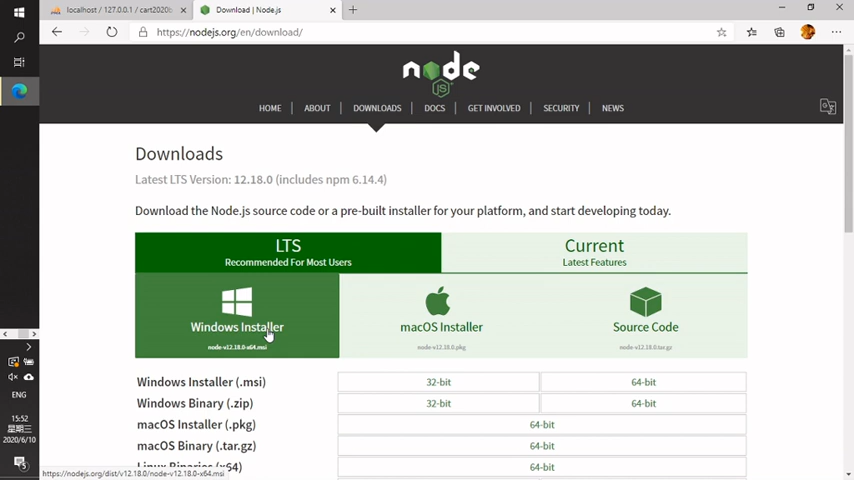 localhost / 127.0.0.1 / cart2020b
Download | Node.js
https://nodejs.org/en/download/
node
JS
HOME | ABOUT | DOWNLOADS | DOCS | GET INVOLVED | SECURITY | NEWS
Downloads
Latest LTS Version: 12.18.0 (includes npm 6.14.4)
Download the Node.js source code or a pre-built installer for your platform, and start developing today.
LTS
Recommended For Most Users
Current
Latest Features
Windows Installer
node-v12.18.0-x64.msi
macOS Installer
node-v12.18.0.pkg
Source Code
node-v12.18.0.tar.gz
Windows Installer (.msi) 32-bit 64-bit
Windows Binary (.zip) 32-bit 64-bit
macOS Installer (.pkg) 64-bit
macOS Binary (.tar.gz) 64-bit
Linux Binaries (x64) 64-bit
ENG
15:52
星期三
2020/6/10
https://nodejs.org/dist/v12.18.0/node-v12.18.0-x64.msi